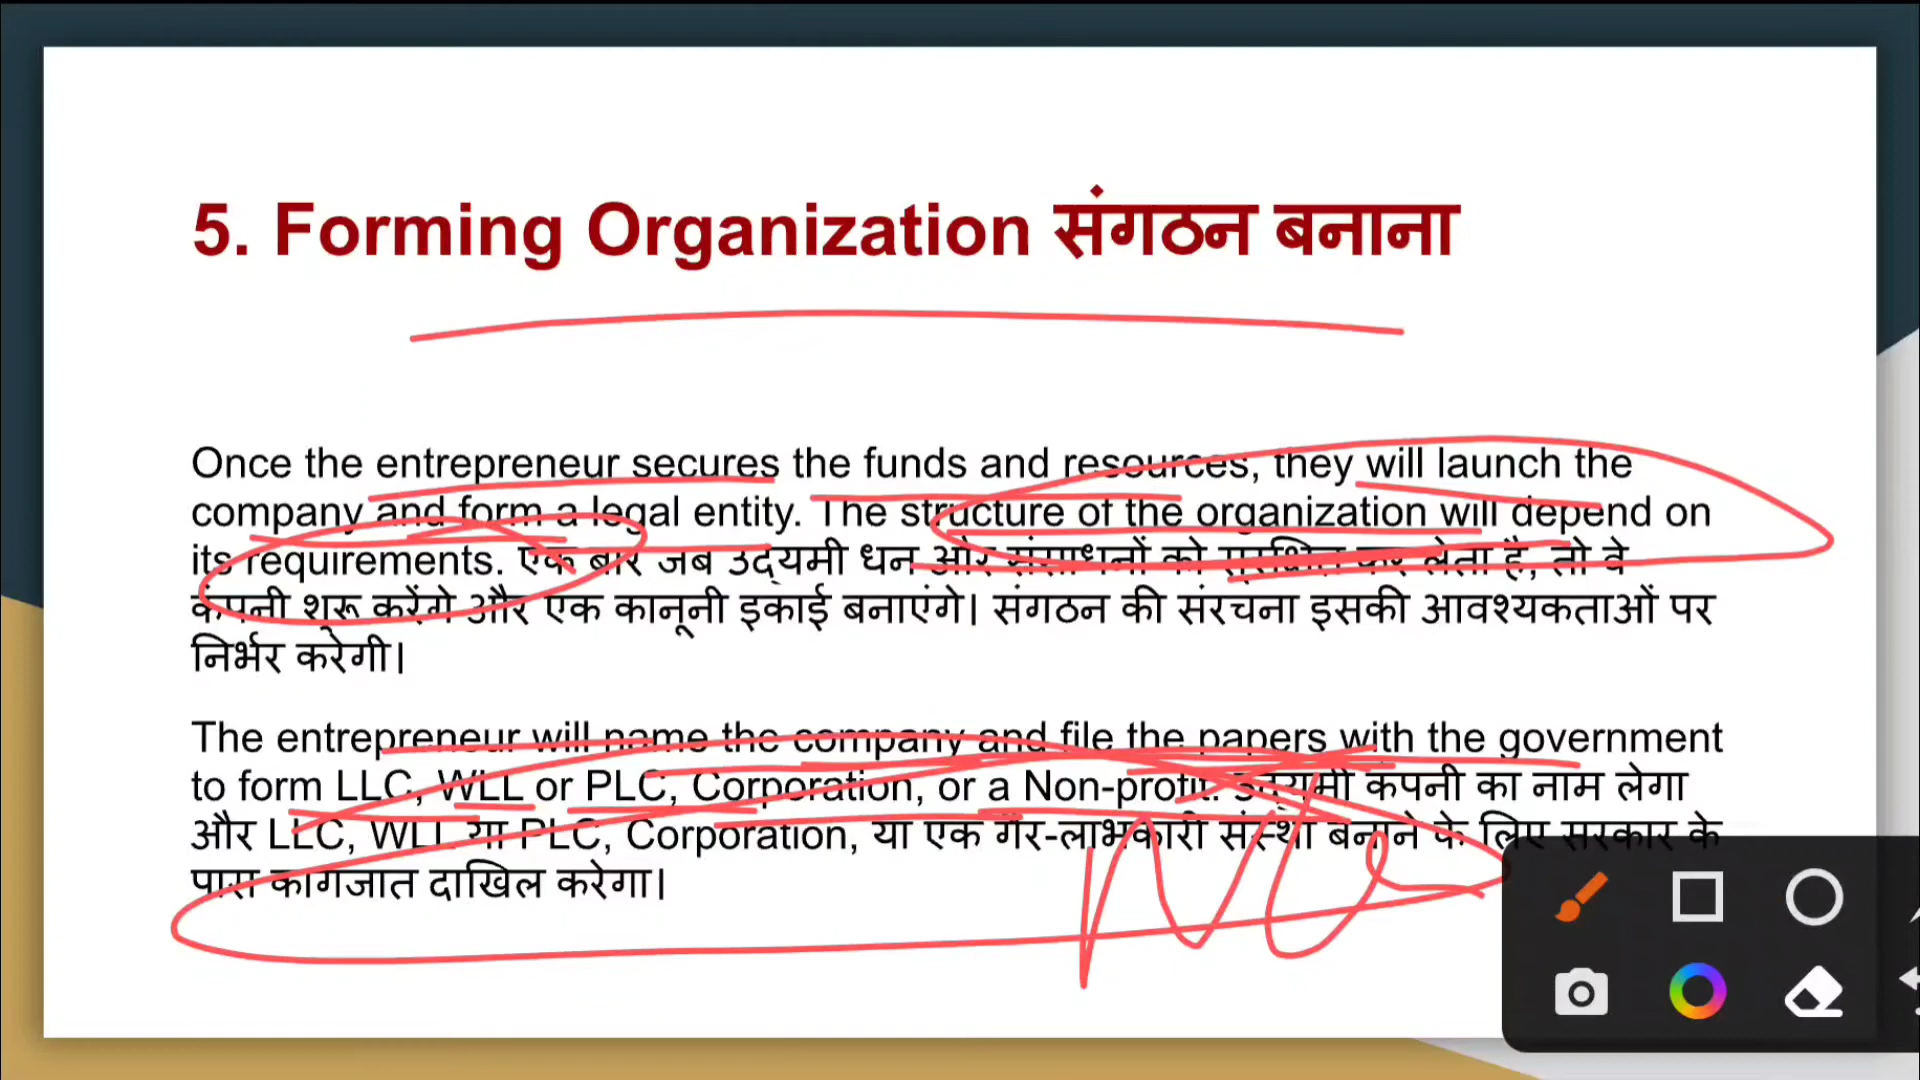 5. Forming Organization संगठन बनाना
Once the entrepreneur secures the funds and resources, they will launch the
company and form a legal entity. The structure of the organization will depend on
its requirements. एक बार जब उद्यमी धन और संसाधनों को सुरक्षित कर लेता है, तो वे
कंपनी शुरू करेंगे और एक कानूनी इकाई बनाएंगे। संगठन की संरचना इसकी आवश्यकताओं पर
निर्भर करेगी।
The entrepreneur will name the company and file the papers with the government
to form LLC, WLL or PLC, Corporation, or a Non-profit. उद्यमी कंपनी का नाम लेगा
और LLC, WLL या PLC, Corporation, या एक गैर-लाभकारी संस्था बनाने के लिए सरकार के
पास कागजात दाखिल करेगा।